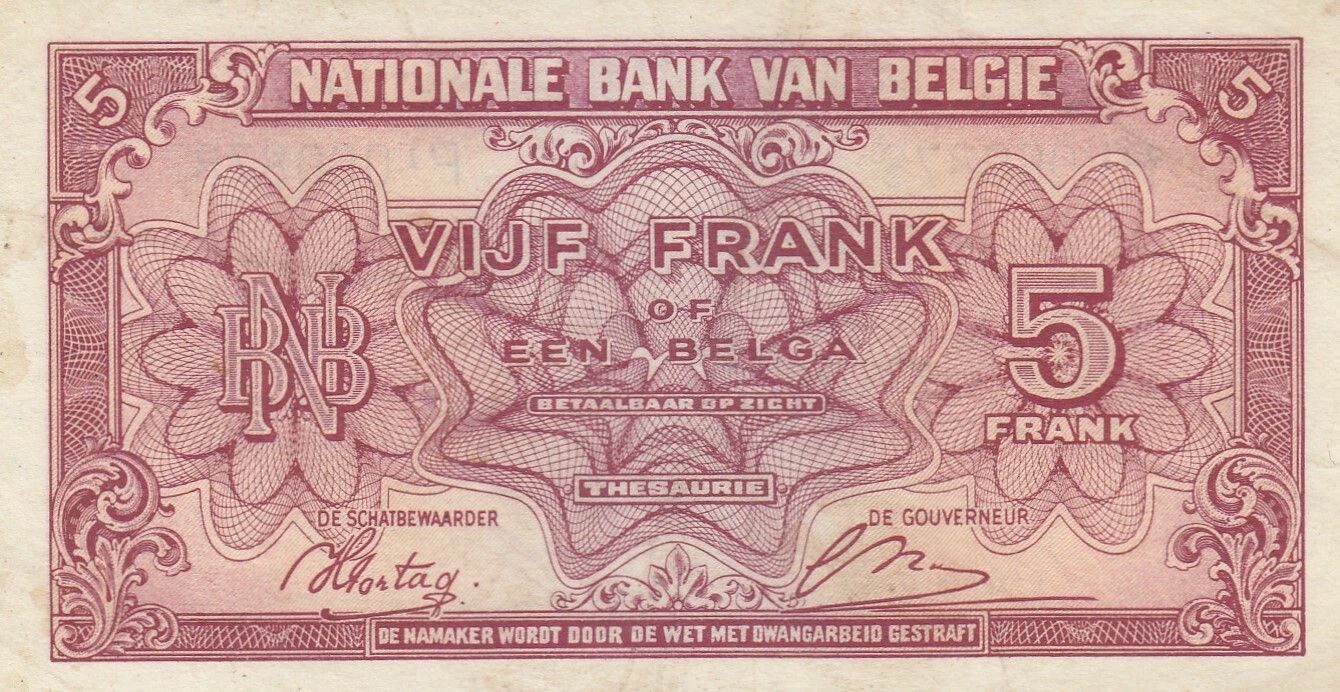 5
NATIONALE BANK VAN BELGIE
5
VIJF FRANK
OF
EEN BELGA
BNB
5
FRANK
BETAALBAAR OP ZICHT
THESAURIE
DE SCHATBEWAARDER
DE GOUVERNEUR
DE NAMAKER WORDT DOOR DE WET MET DWANGARBEID GESTRAFT